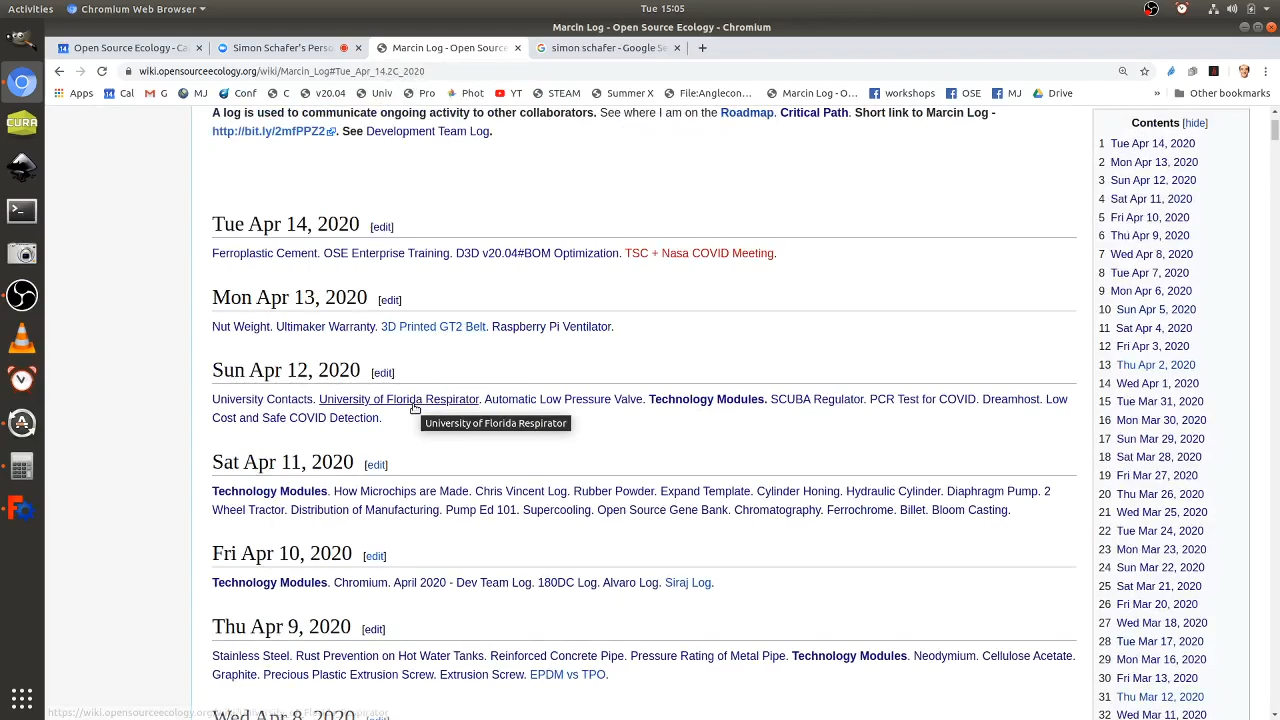 Activities
Chromium Web Browser
Tue 15:05
Marcin Log - Open Source Ecology - Chromium
Open Source Ecology - Ca
Simon Schafer's Perso
Marcin Log - Open Sourc
simon schafer - Google Se
wiki.opensourceecology.org/wiki/Marcin_Log#Tue_Apr_14.2C_2020
Apps Cal M G MJ Conf C v20.04 Univ Pro Phot YT STEAM Summer X File:Anglecon... Marcin Log - O... workshops OSE MJ Drive » Other bookmarks
A log is used to communicate ongoing activity to other collaborators. See where I am on the Roadmap. Critical Path. Short link to Marcin Log -
http://bit.ly/2mfPPZ2. See Development Team Log.
Tue Apr 14, 2020 [edit]
Ferroplastic Cement. OSE Enterprise Training. D3D v20.04#BOM Optimization. TSC + Nasa COVID Meeting.
Mon Apr 13, 2020 [edit]
Nut Weight. Ultimaker Warranty. 3D Printed GT2 Belt. Raspberry Pi Ventilator.
Sun Apr 12, 2020 [edit]
University Contacts. University of Florida Respirator. Automatic Low Pressure Valve. Technology Modules. SCUBA Regulator. PCR Test for COVID. Dreamhost. Low
Cost and Safe COVID Detection.
University of Florida Respirator
Sat Apr 11, 2020 [edit]
Technology Modules. How Microchips are Made. Chris Vincent Log. Rubber Powder. Expand Template. Cylinder Honing. Hydraulic Cylinder. Diaphragm Pump. 2
Wheel Tractor. Distribution of Manufacturing. Pump Ed 101. Supercooling. Open Source Gene Bank. Chromatography. Ferrochrome. Billet. Bloom Casting.
Fri Apr 10, 2020 [edit]
Technology Modules. Chromium. April 2020 - Dev Team Log. 180DC Log. Alvaro Log. Siraj Log.
Thu Apr 9, 2020 [edit]
Stainless Steel. Rust Prevention on Hot Water Tanks. Reinforced Concrete Pipe. Pressure Rating of Metal Pipe. Technology Modules. Neodymium. Cellulose Acetate.
Graphite. Precious Plastic Extrusion Screw. Extrusion Screw. EPDM vs TPO.
Wed Apr 8, 2020 [edit]
Contents [hide]
1 Tue Apr 14, 2020
2 Mon Apr 13, 2020
3 Sun Apr 12, 2020
4 Sat Apr 11, 2020
5 Fri Apr 10, 2020
6 Thu Apr 9, 2020
7 Wed Apr 8, 2020
8 Tue Apr 7, 2020
9 Mon Apr 6, 2020
10 Sun Apr 5, 2020
11 Sat Apr 4, 2020
12 Fri Apr 3, 2020
13 Thu Apr 2, 2020
14 Wed Apr 1, 2020
15 Tue Mar 31, 2020
16 Mon Mar 30, 2020
17 Sun Mar 29, 2020
18 Sat Mar 28, 2020
19 Fri Mar 27, 2020
20 Thu Mar 26, 2020
21 Wed Mar 25, 2020
22 Tue Mar 24, 2020
23 Mon Mar 23, 2020
24 Sun Mar 22, 2020
25 Sat Mar 21, 2020
26 Fri Mar 20, 2020
27 Wed Mar 18, 2020
28 Tue Mar 17, 2020
29 Mon Mar 16, 2020
30 Fri Mar 13, 2020
31 Thu Mar 12, 2020
32 Wed Mar 11, 2020
CURA